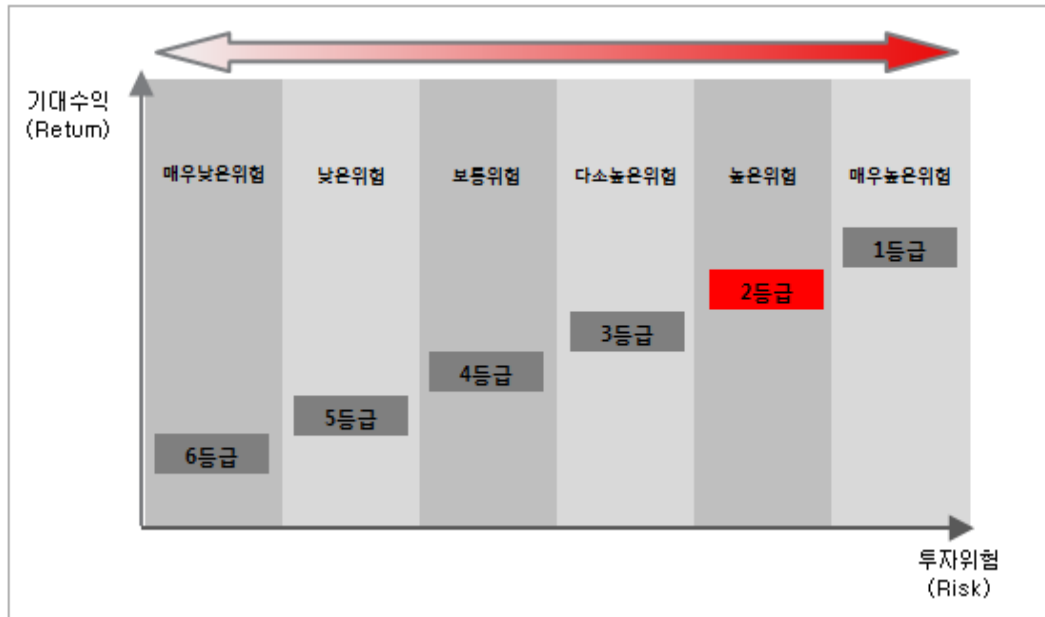 기대수익
(Retum)
매우낮은위험 낮은위험 보통위험 다소높은위험 높은위험 매우높은위험
1등급
2등급
3등급
4등급
5등급
6등급
투자위험
(Risk)